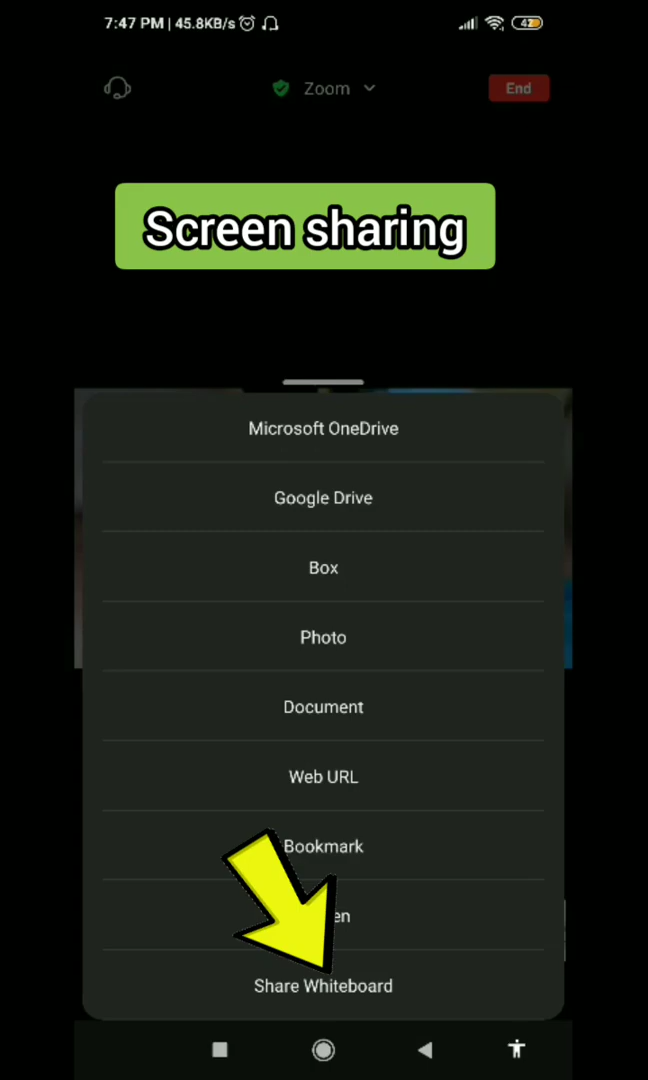 7:47 PM | 45.8KB/s
42
Zoom
End
Screen sharing
Microsoft OneDrive
Google Drive
Box
Photo
Document
Web URL
Bookmark
Share Whiteboard